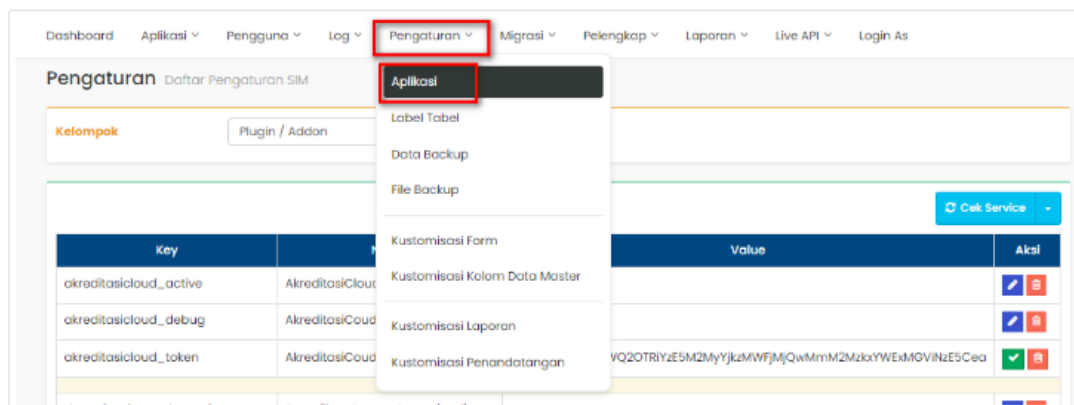 Dashboard Aplikasi Pengguna Log Pengaturan Migrasi Pelengkap Laporan Live API Login As
Pengaturan Daftar Pengaturan SIM
Aplikasi
Label Tabel
Data Backup
File Backup
Kustomisasi Form
Kustomisasi Kolom Data Master
Kustomisasi Laporan
Kustomisasi Penandatangan
Kelompok Plugin / Addon
Cek Service
Key Value Aksi
akreditasicloud_active
akreditasicloud_debug
akreditasicloud_token